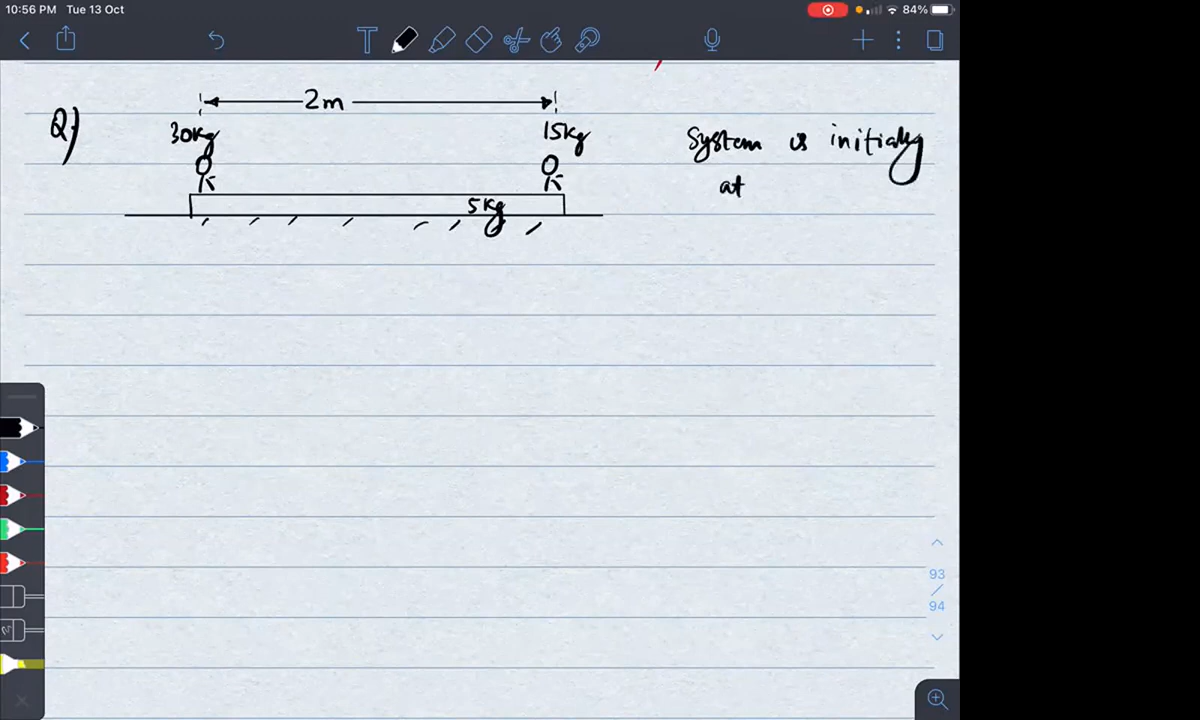 10:56 PM Tue 13 Oct
84%
Q)
2m
30kg
15kg
System is initially
at
5kg
93
94